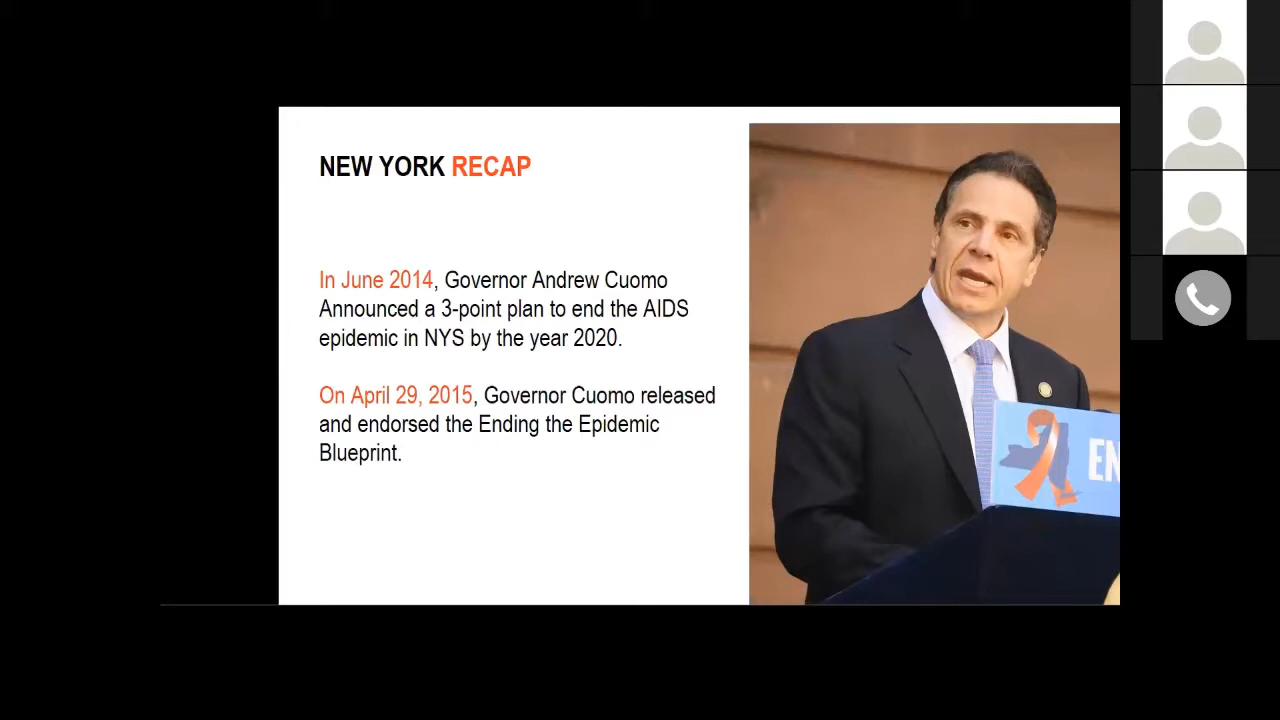 NEW YORK RECAP
In June 2014, Governor Andrew Cuomo
Announced a 3-point plan to end the AIDS
epidemic in NYS by the year 2020.
On April 29, 2015, Governor Cuomo released
and endorsed the Ending the Epidemic
Blueprint.
EN